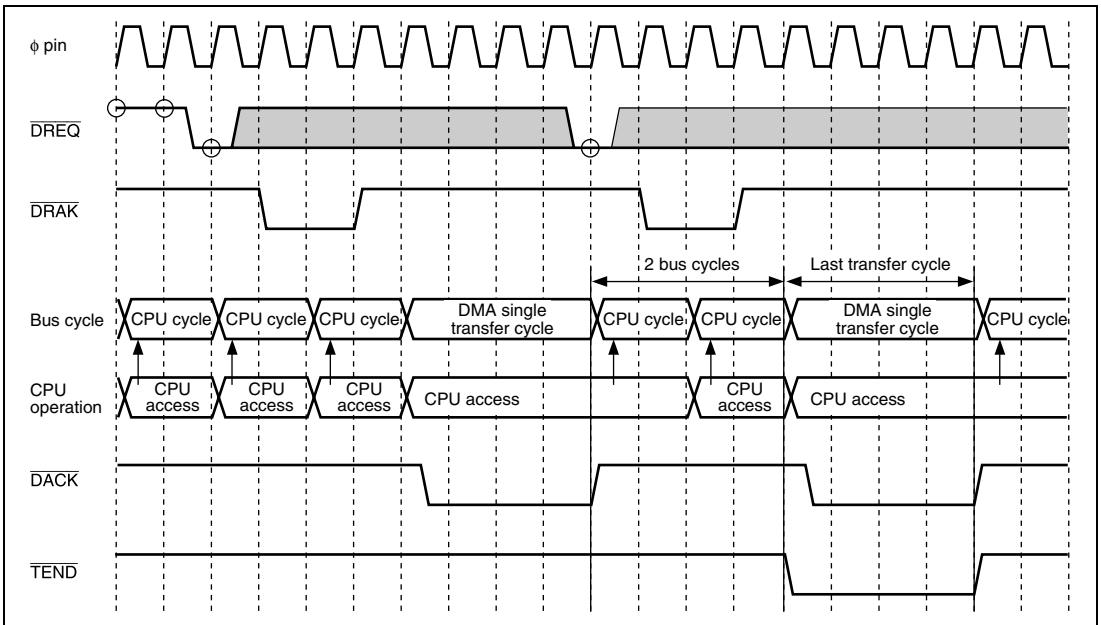 ϕ pin
DREQ
DRAK
2 bus cycles Last transfer cycle
Bus cycle CPU cycle CPU cycle CPU cycle DMA single transfer cycle CPU cycle CPU cycle DMA single transfer cycle CPU cycle
CPU operation CPU access CPU access CPU access CPU access CPU access CPU access
DACK
TEND